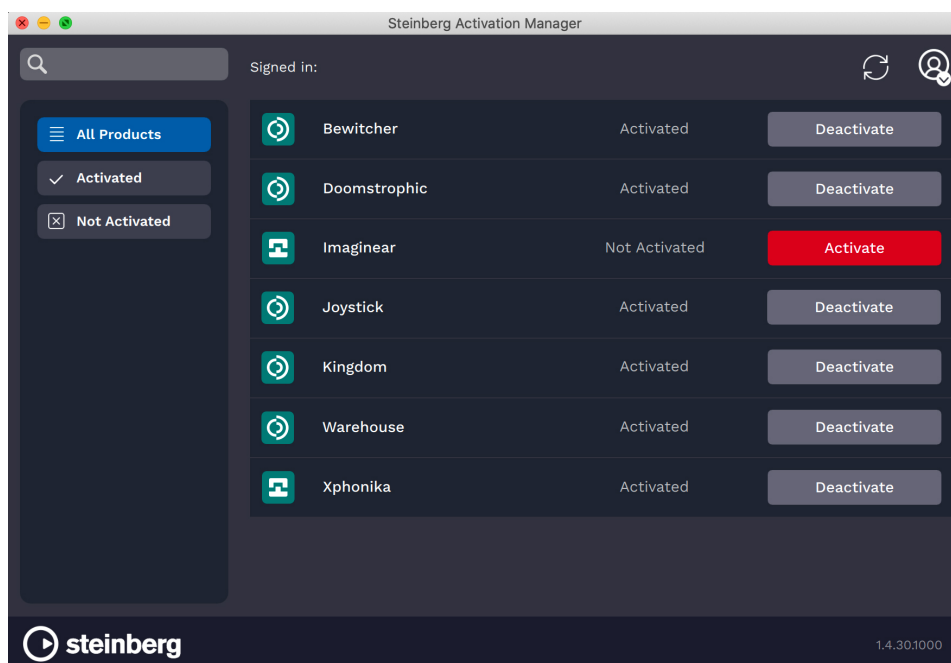 Steinberg Activation Manager
Signed in:
All Products
Activated
Not Activated
Bewitcher Activated Deactivate
Doomstrophic Activated Deactivate
Imaginear Not Activated Activate
Joystick Activated Deactivate
Kingdom Activated Deactivate
Warehouse Activated Deactivate
Xphonika Activated Deactivate
steinberg
1.4.30.1000